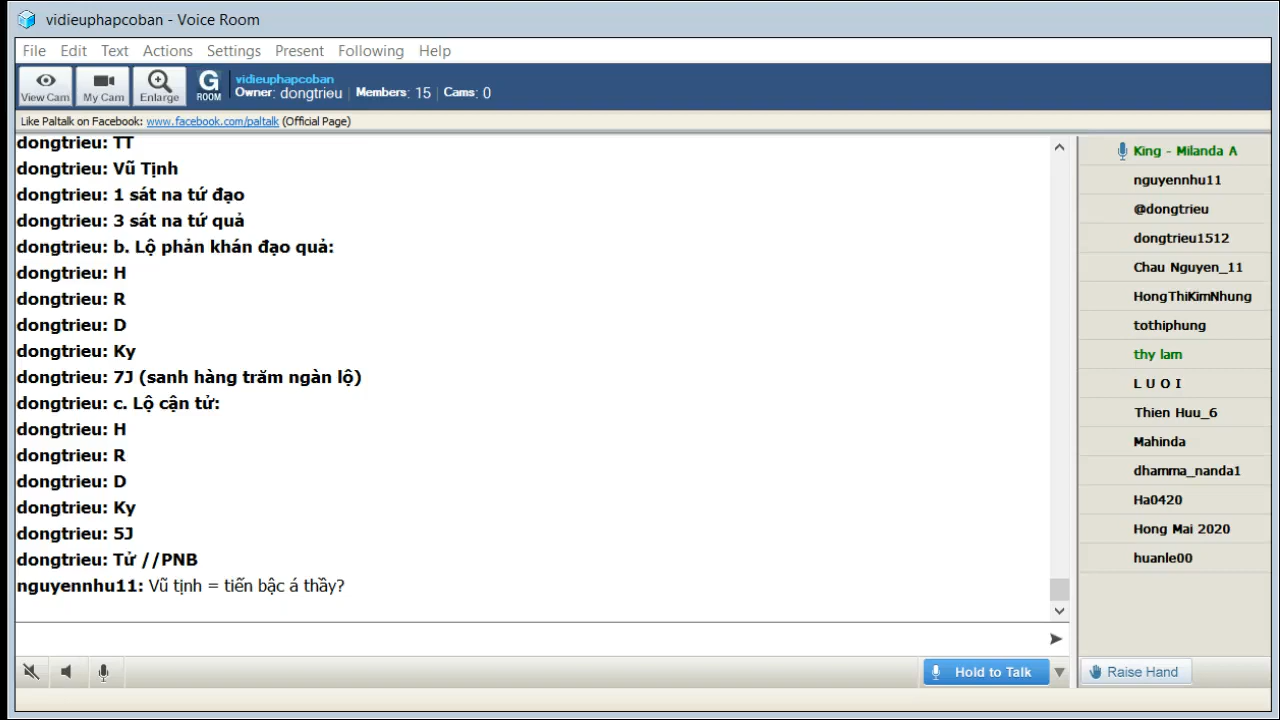 vidieuphapcoban - Voice Room
File Edit Text Actions Settings Present Following Help
View Cam
My Cam
Enlarge
G ROOM
vidieuphapcoban
Owner: dongtrieu | Members: 15 | Cams: 0
Like Paltalk on Facebook: www.facebook.com/paltalk (Official Page)
dongtrieu: TT
dongtrieu: Vũ Tịnh
dongtrieu: 1 sát na tứ đạo
dongtrieu: 3 sát na tứ quả
dongtrieu: b. Lộ phản khán đạo quả:
dongtrieu: H
dongtrieu: R
dongtrieu: D
dongtrieu: Ky
dongtrieu: 7J (sanh hàng trăm ngàn lộ)
dongtrieu: c. Lộ cận tử:
dongtrieu: H
dongtrieu: R
dongtrieu: D
dongtrieu: Ky
dongtrieu: 5J
dongtrieu: Tử //PNB
nguyennhu11: Vũ tịnh = tiến bậc á thầy?
King - Milanda A
nguyennhu11
@dongtrieu
dongtrieu1512
Chau Nguyen_11
HongThiKimNhung
tothiphung
thy lam
L U O I
Thien Huu_6
Mahinda
dhamma_nanda1
Ha0420
Hong Mai 2020
huanle00
Hold to Talk
Raise Hand